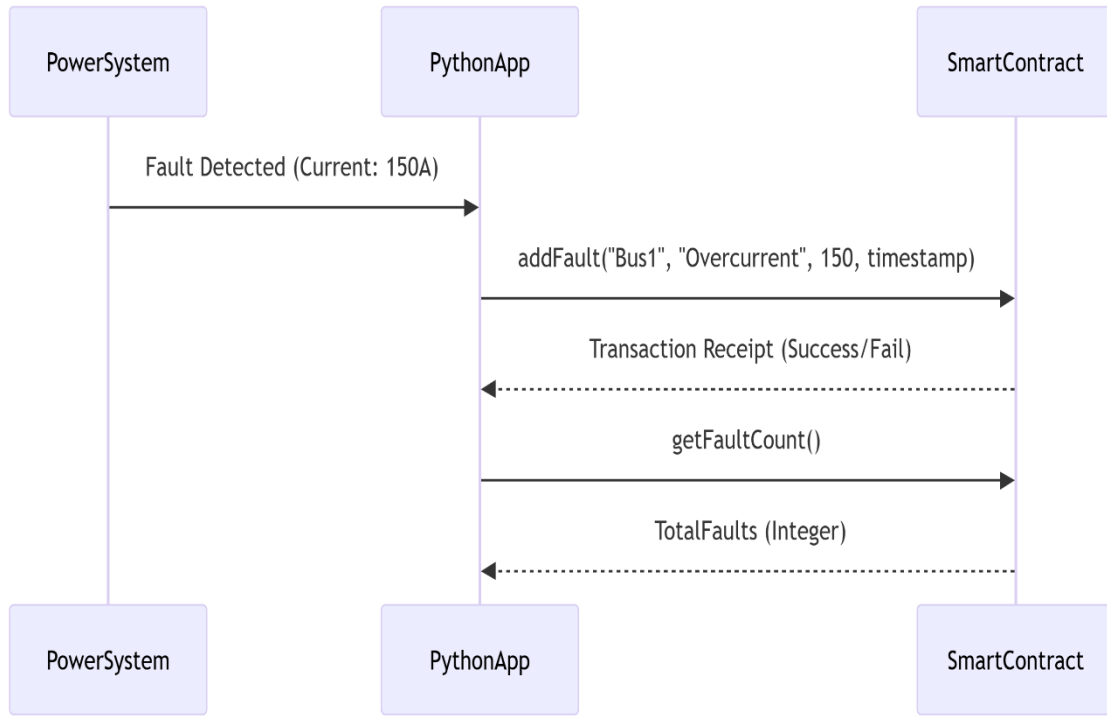 PowerSystem
PythonApp
SmartContract
Fault Detected (Current: 150A)
addFault("Bus1", "Overcurrent", 150, timestamp)
Transaction Receipt (Success/Fail)
getFaultCount()
TotalFaults (Integer)
PowerSystem
PythonApp
SmartContract